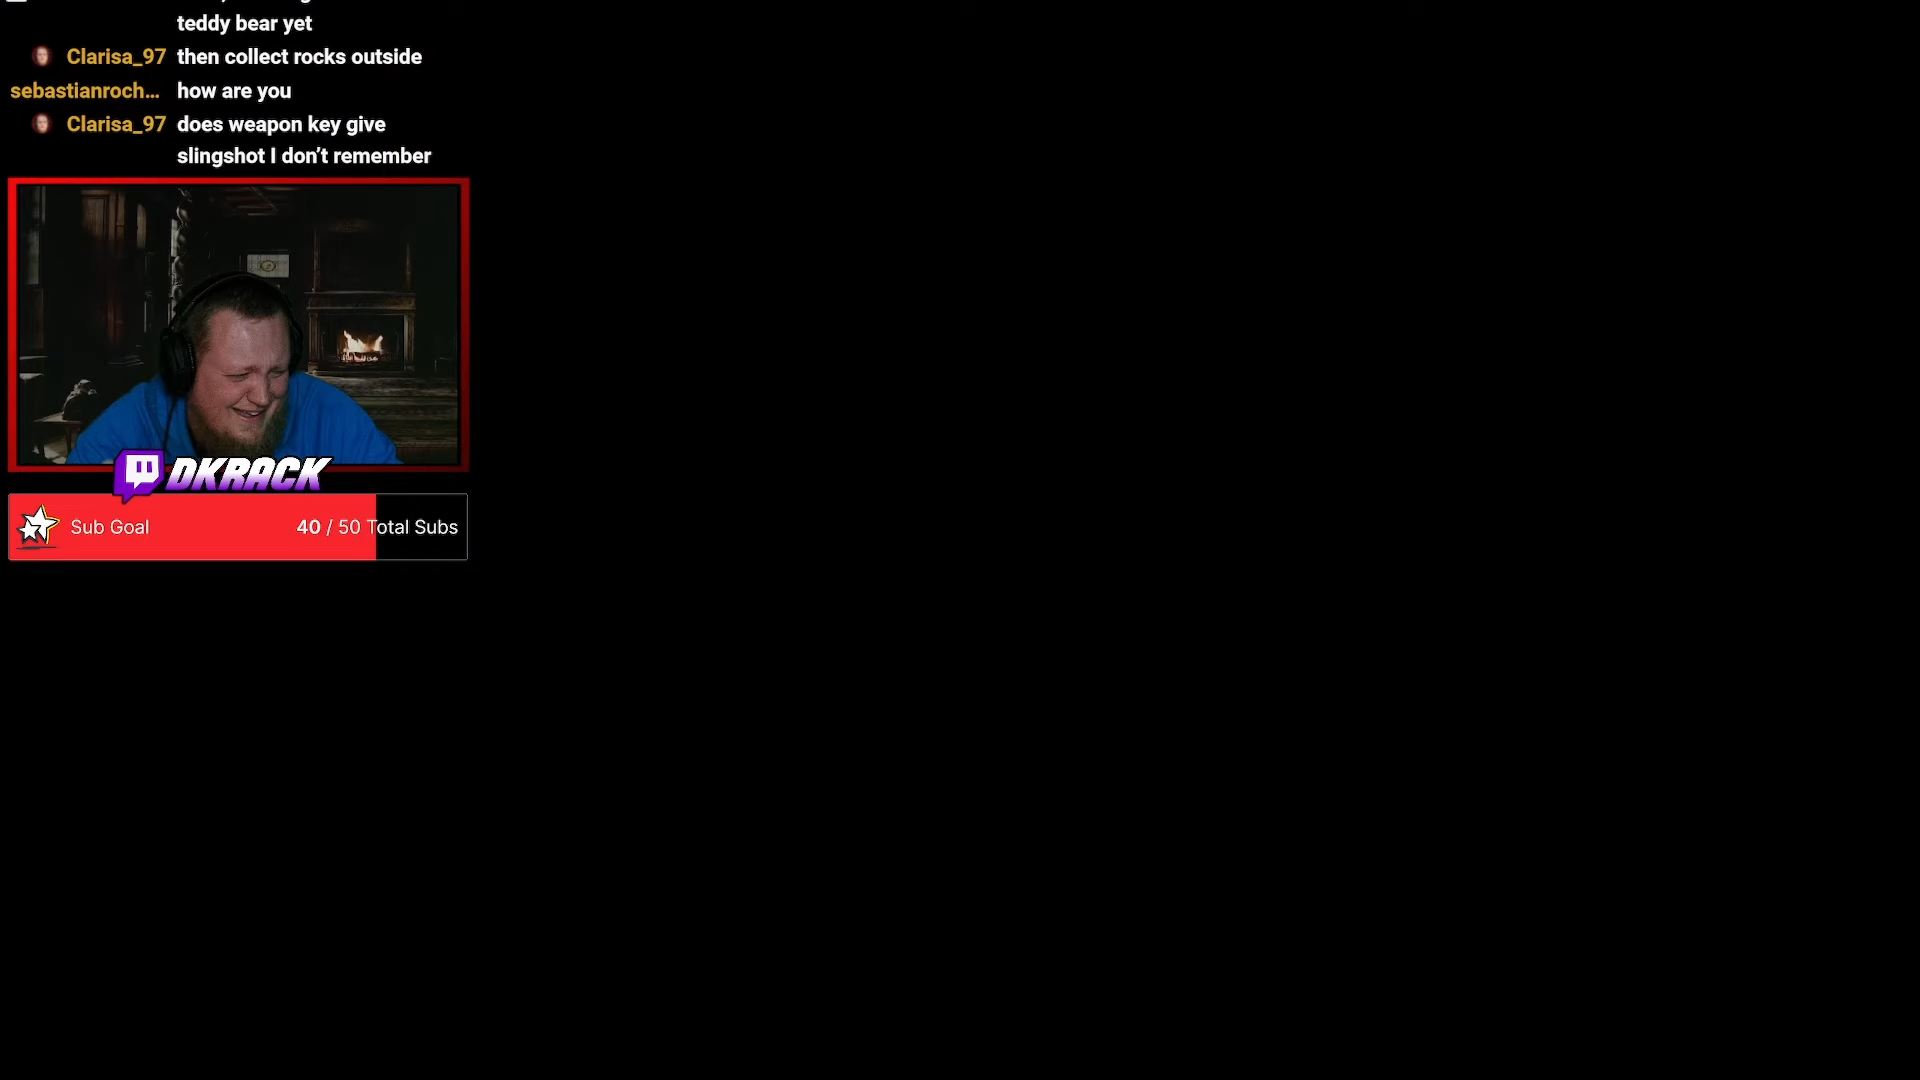 teddy bear yet
Clarisa_97 then collect rocks outside
sebastianroch... how are you
Clarisa_97 does weapon key give
slingshot I don’t remember
DKRACK
Sub Goal 40 / 50 Total Subs